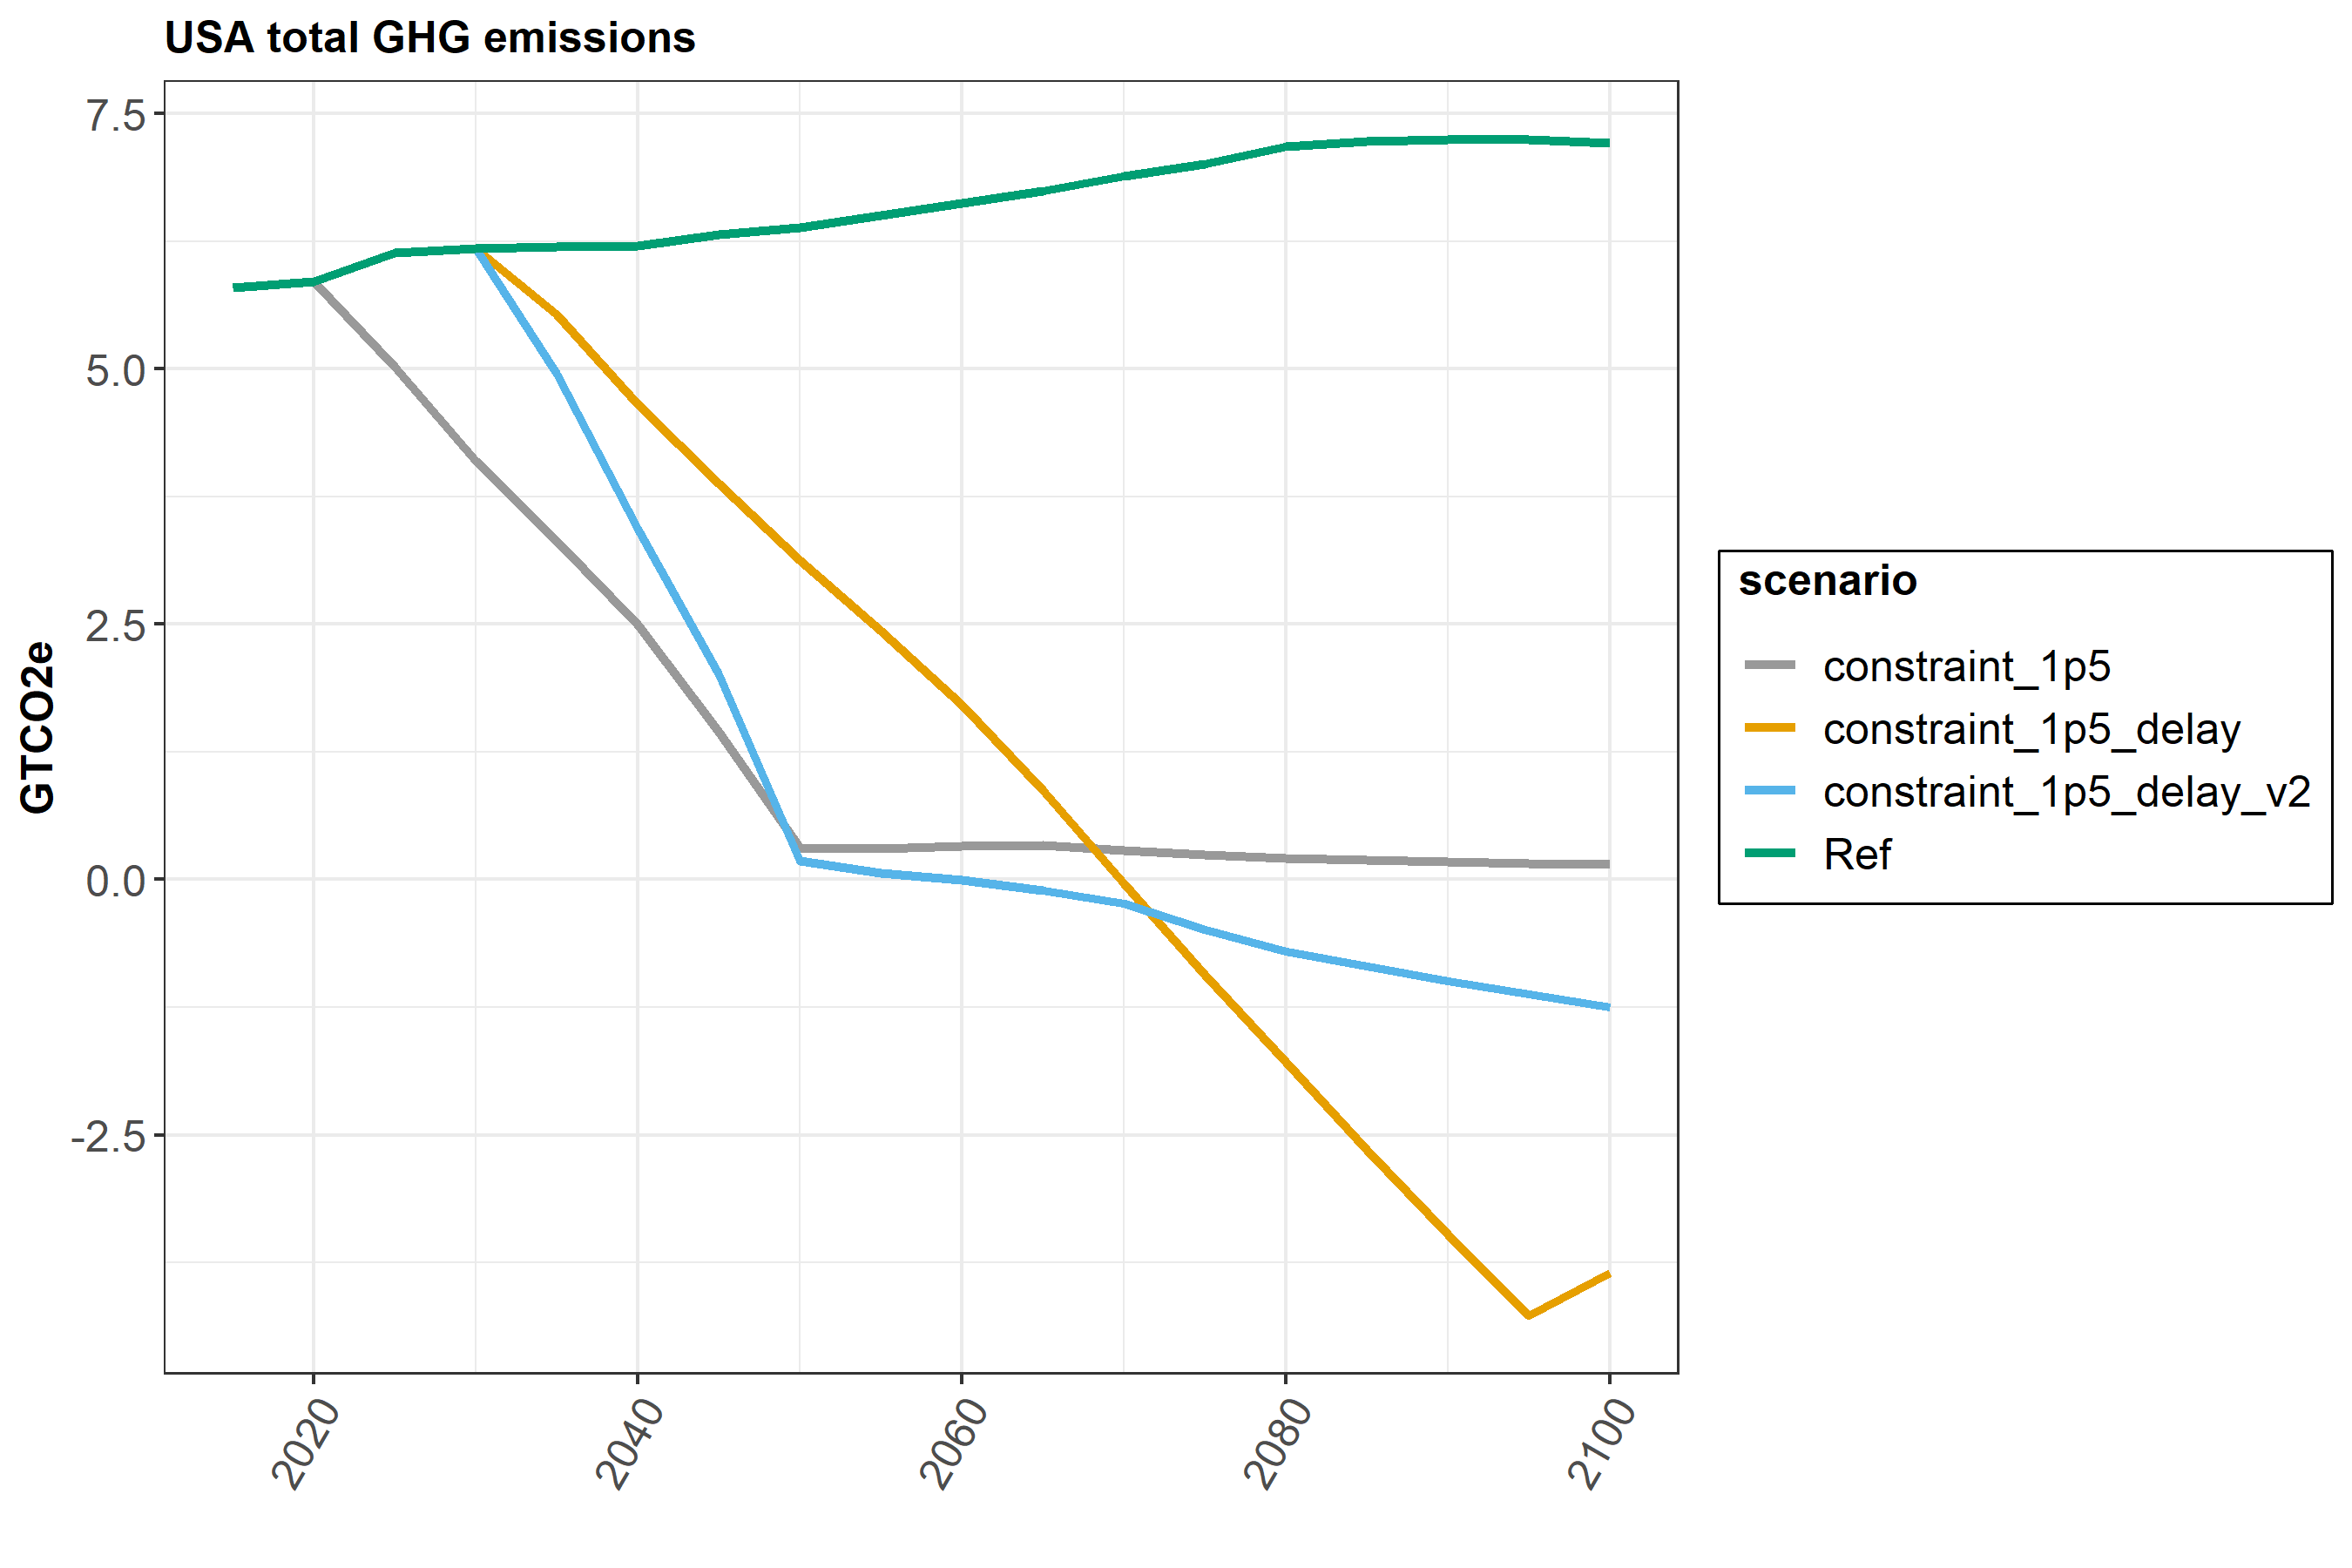 USA total GHG emissions
GTCO2e
7.5
5.0
2.5
0.0
-2.5
2020
2040
2060
2080
2100
scenario
constraint_1p5
constraint_1p5_delay
constraint_1p5_delay_v2
Ref